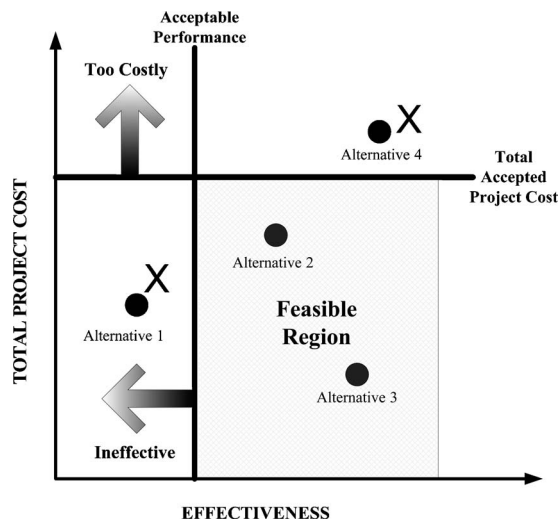 Acceptable
Performance
Too Costly
X
Alternative 4
Total
Accepted
Project Cost
TOTAL PROJECT COST
Alternative 2
X
Feasible
Region
Alternative 1
Alternative 3
Ineffective
EFFECTIVENESS